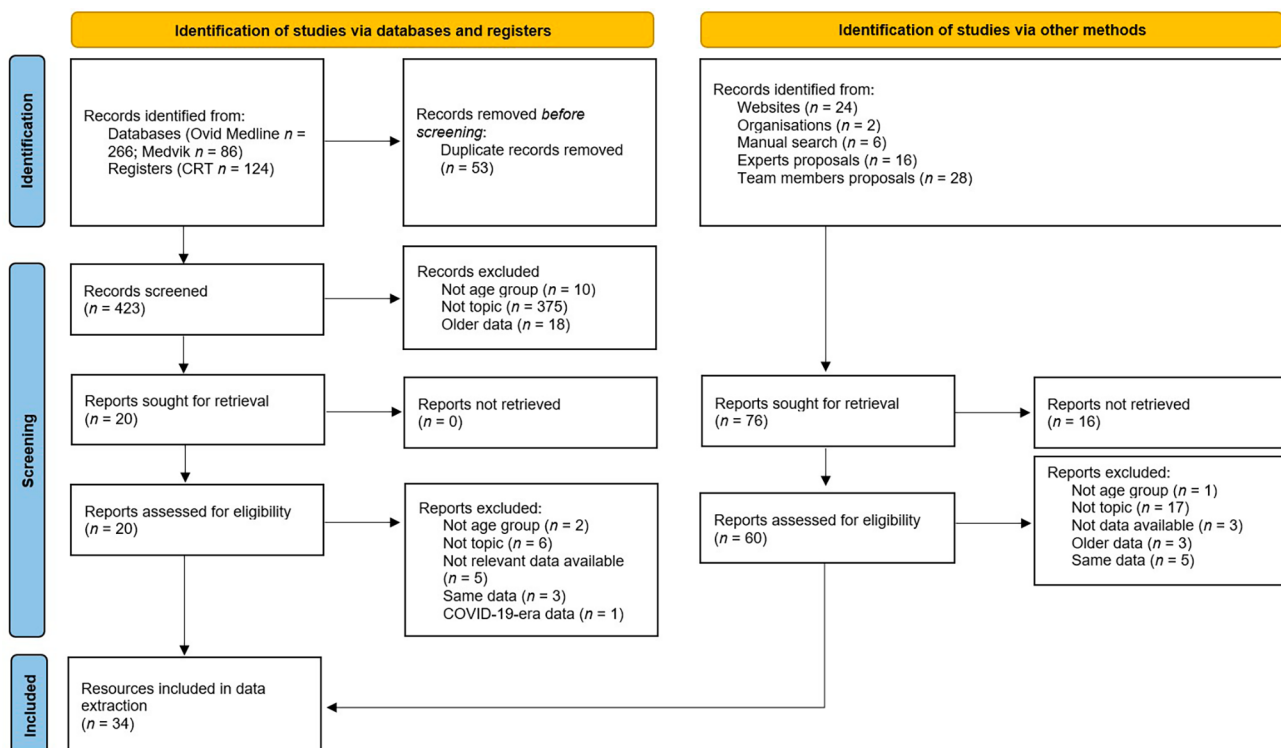 Identification of studies via databases and registers
Identification of studies via other methods
Identification
Records identified from:
Databases (Ovid Medline n =
266; Medvik n = 86)
Registers (CRT n = 124)
Records removed before
screening:
Duplicate records removed
(n = 53)
Records identified from:
Websites (n = 24)
Organisations (n = 2)
Manual search (n = 6)
Experts proposals (n = 16)
Team members proposals (n = 28)
Screening
Records screened
(n = 423)
Records excluded
Not age group (n = 10)
Not topic (n = 375)
Older data (n = 18)
Reports sought for retrieval
(n = 20)
Reports not retrieved
(n = 0)
Reports sought for retrieval
(n = 76)
Reports not retrieved
(n = 16)
Reports assessed for eligibility
(n = 20)
Reports excluded:
Not age group (n = 2)
Not topic (n = 6)
Not relevant data available
(n = 5)
Same data (n = 3)
COVID-19-era data (n = 1)
Reports assessed for eligibility
(n = 60)
Reports excluded:
Not age group (n = 1)
Not topic (n = 17)
Not data available (n = 3)
Older data (n = 3)
Same data (n = 5)
Included
Resources included in data
extraction
(n = 34)